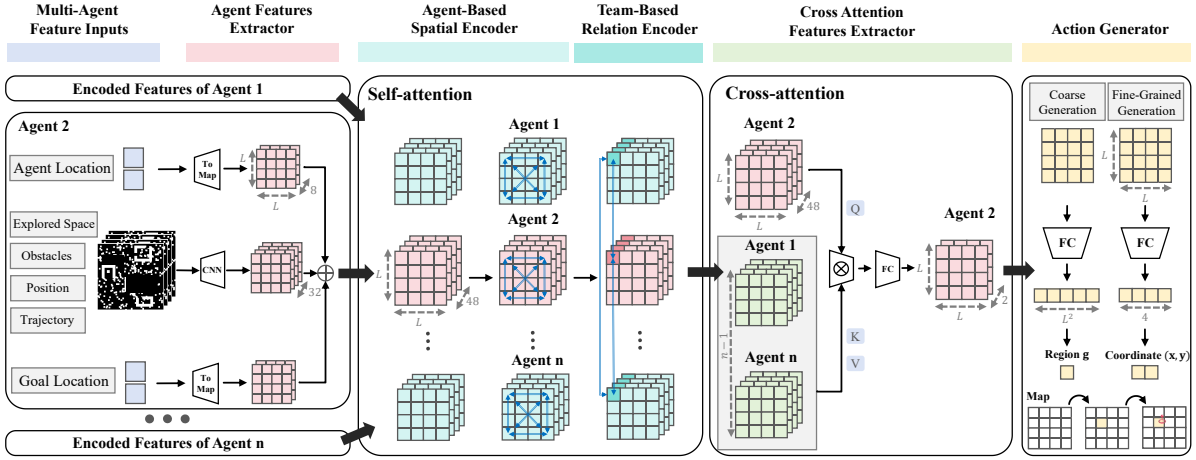 Multi-Agent
Feature Inputs
Agent Features
Extractor
Agent-Based
Spatial Encoder
Team-Based
Relation Encoder
Cross Attention
Features Extractor
Action Generator
Encoded Features of Agent 1
Agent 2
Agent Location
To
Map
L
L
8
Explored Space
Obstacles
Position
Trajectory
CNN
32
Goal Location
To
Map
Encoded Features of Agent n
Self-attention
Agent 1
Agent 2
L
L
48
Agent n
Cross-attention
Agent 2
L
L
48
Q
Agent 1
n − 1
Agent n
K
V
FC
Agent 2
L
L
2
Coarse
Generation
Fine-Grained
Generation
L
L
FC
FC
L²
4
Region g
Coordinate (x, y)
Map